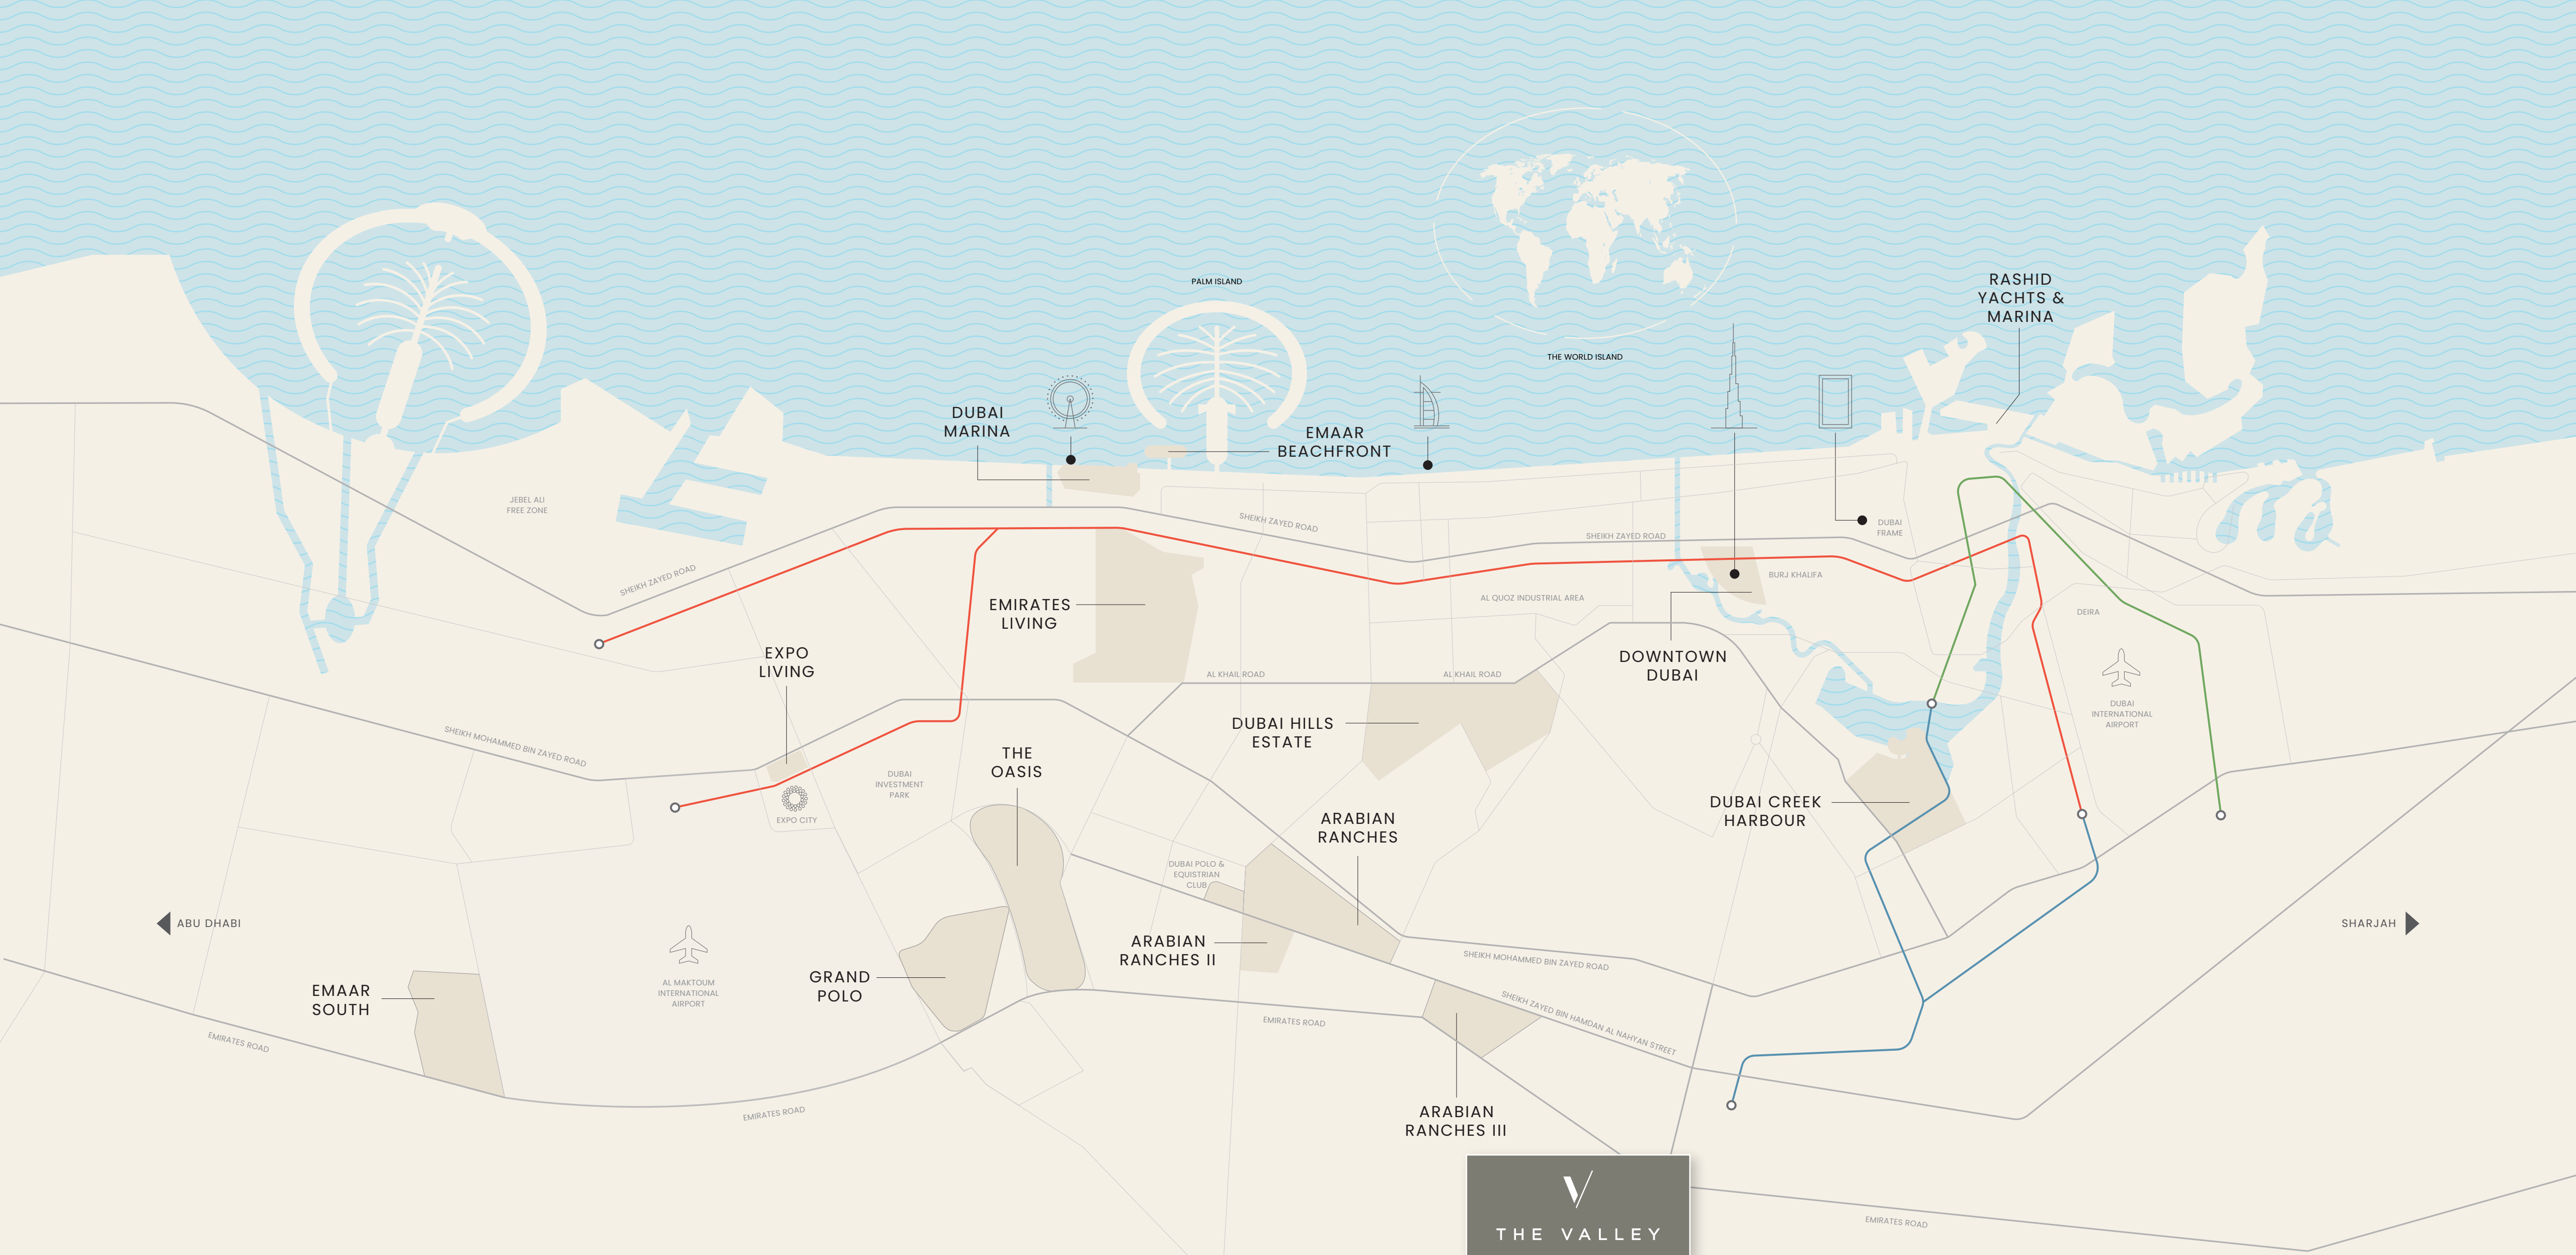 PALM ISLAND
THE WORLD ISLAND
RASHID
YACHTS &
MARINA
DUBAI
MARINA
EMAAR
BEACHFRONT
JEBEL ALI
FREE ZONE
SHEIKH ZAYED ROAD
SHEIKH ZAYED ROAD
DUBAI
FRAME
SHEIKH ZAYED ROAD
BURJ KHALIFA
AL QUOZ INDUSTRIAL AREA
DEIRA
EMIRATES
LIVING
EXPO
LIVING
DOWNTOWN
DUBAI
AL KHAIL ROAD
AL KHAIL ROAD
DUBAI
INTERNATIONAL
AIRPORT
DUBAI HILLS
ESTATE
SHEIKH MOHAMMED BIN ZAYED ROAD
THE
OASIS
DUBAI
INVESTMENT
PARK
EXPO CITY
DUBAI CREEK
HARBOUR
ARABIAN
RANCHES
DUBAI POLO &
EQUISTRIAN
CLUB
ABU DHABI
SHARJAH
ARABIAN
RANCHES II
SHEIKH MOHAMMED BIN ZAYED ROAD
GRAND
POLO
AL MAKTOUM
INTERNATIONAL
AIRPORT
EMAAR
SOUTH
SHEIKH ZAYED BIN HAMDAN AL NAHYAN STREET
EMIRATES ROAD
EMIRATES ROAD
EMIRATES ROAD
ARABIAN
RANCHES III
THE VALLEY
EMIRATES ROAD